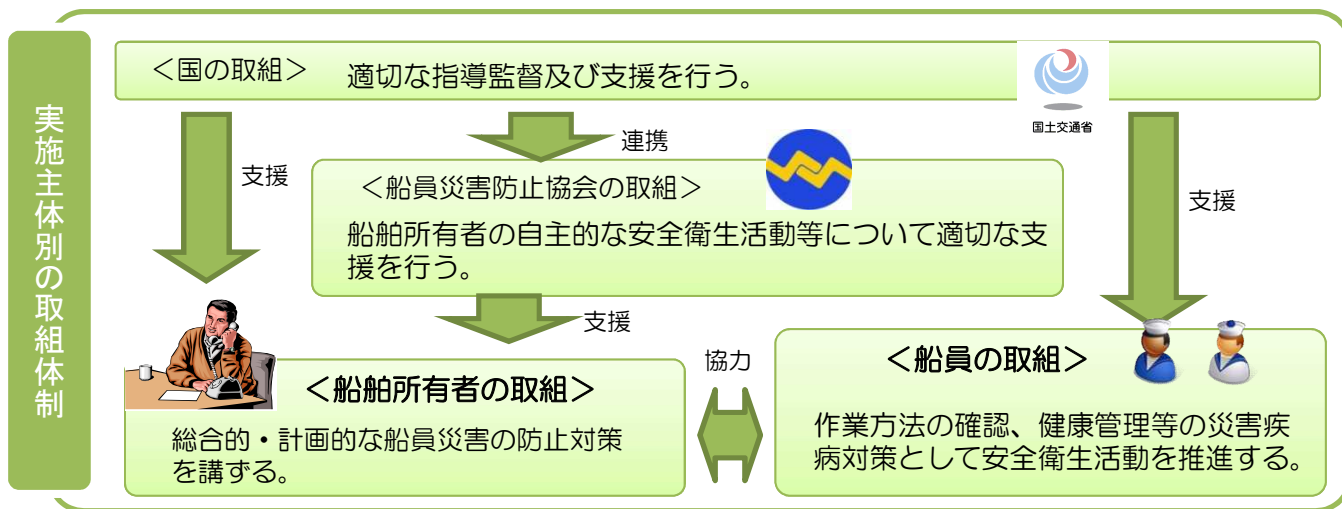 実施主体別の取組体制
＜国の取組＞ 適切な指導監督及び支援を行う。
国土交通省
支援
連携
支援
＜船員災害防止協会の取組＞
船舶所有者の自主的な安全衛生活動等について適切な支
援を行う。
支援
＜船舶所有者の取組＞
総合的・計画的な船員災害の防止対策
を講ずる。
協力
＜船員の取組＞
作業方法の確認、健康管理等の災害疾
病対策として安全衛生活動を推進する。